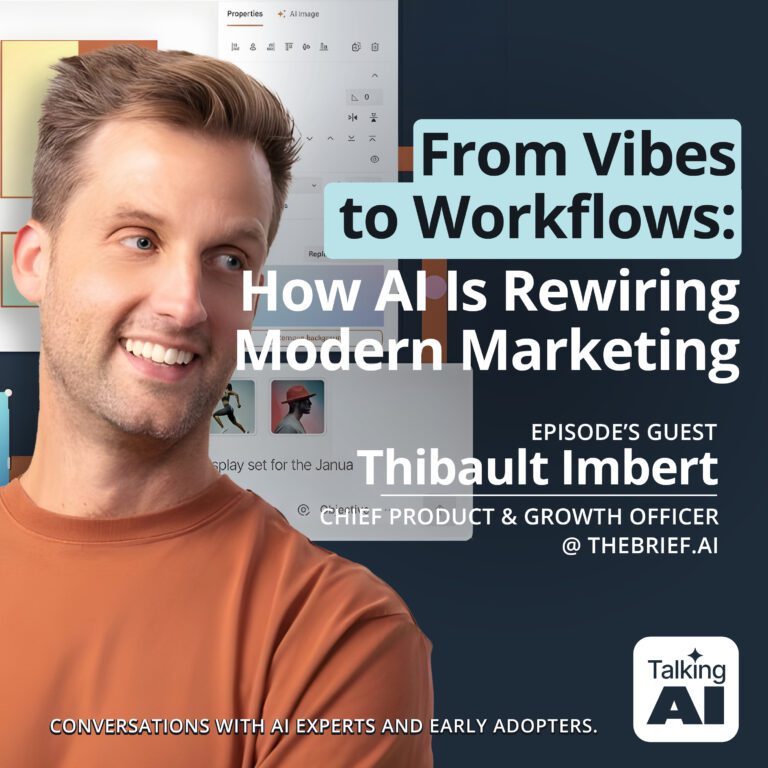 Properties
AI Image
0
From Vibes
to Workflows:
How AI Is Rewiring
Modern Marketing
EPISODE'S GUEST
splay set for the Janua
Thibault Imbert
CHIEF PRODUCT & GROWTH OFFICER
@ THEBRIEF.AI
Talking
AI
CONVERSATIONS WITH AI EXPERTS AND EARLY ADOPTERS.